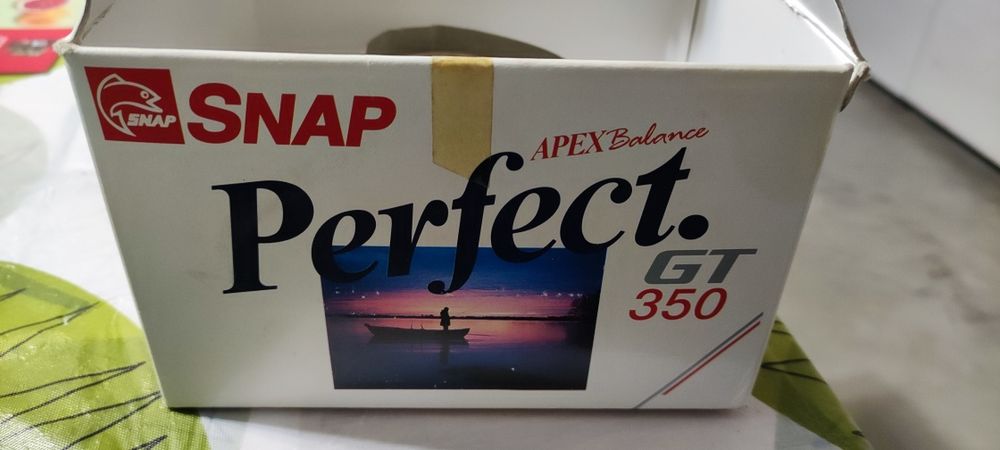 SNAP
SNAP
APEX Balance
Perfect.
GT
350